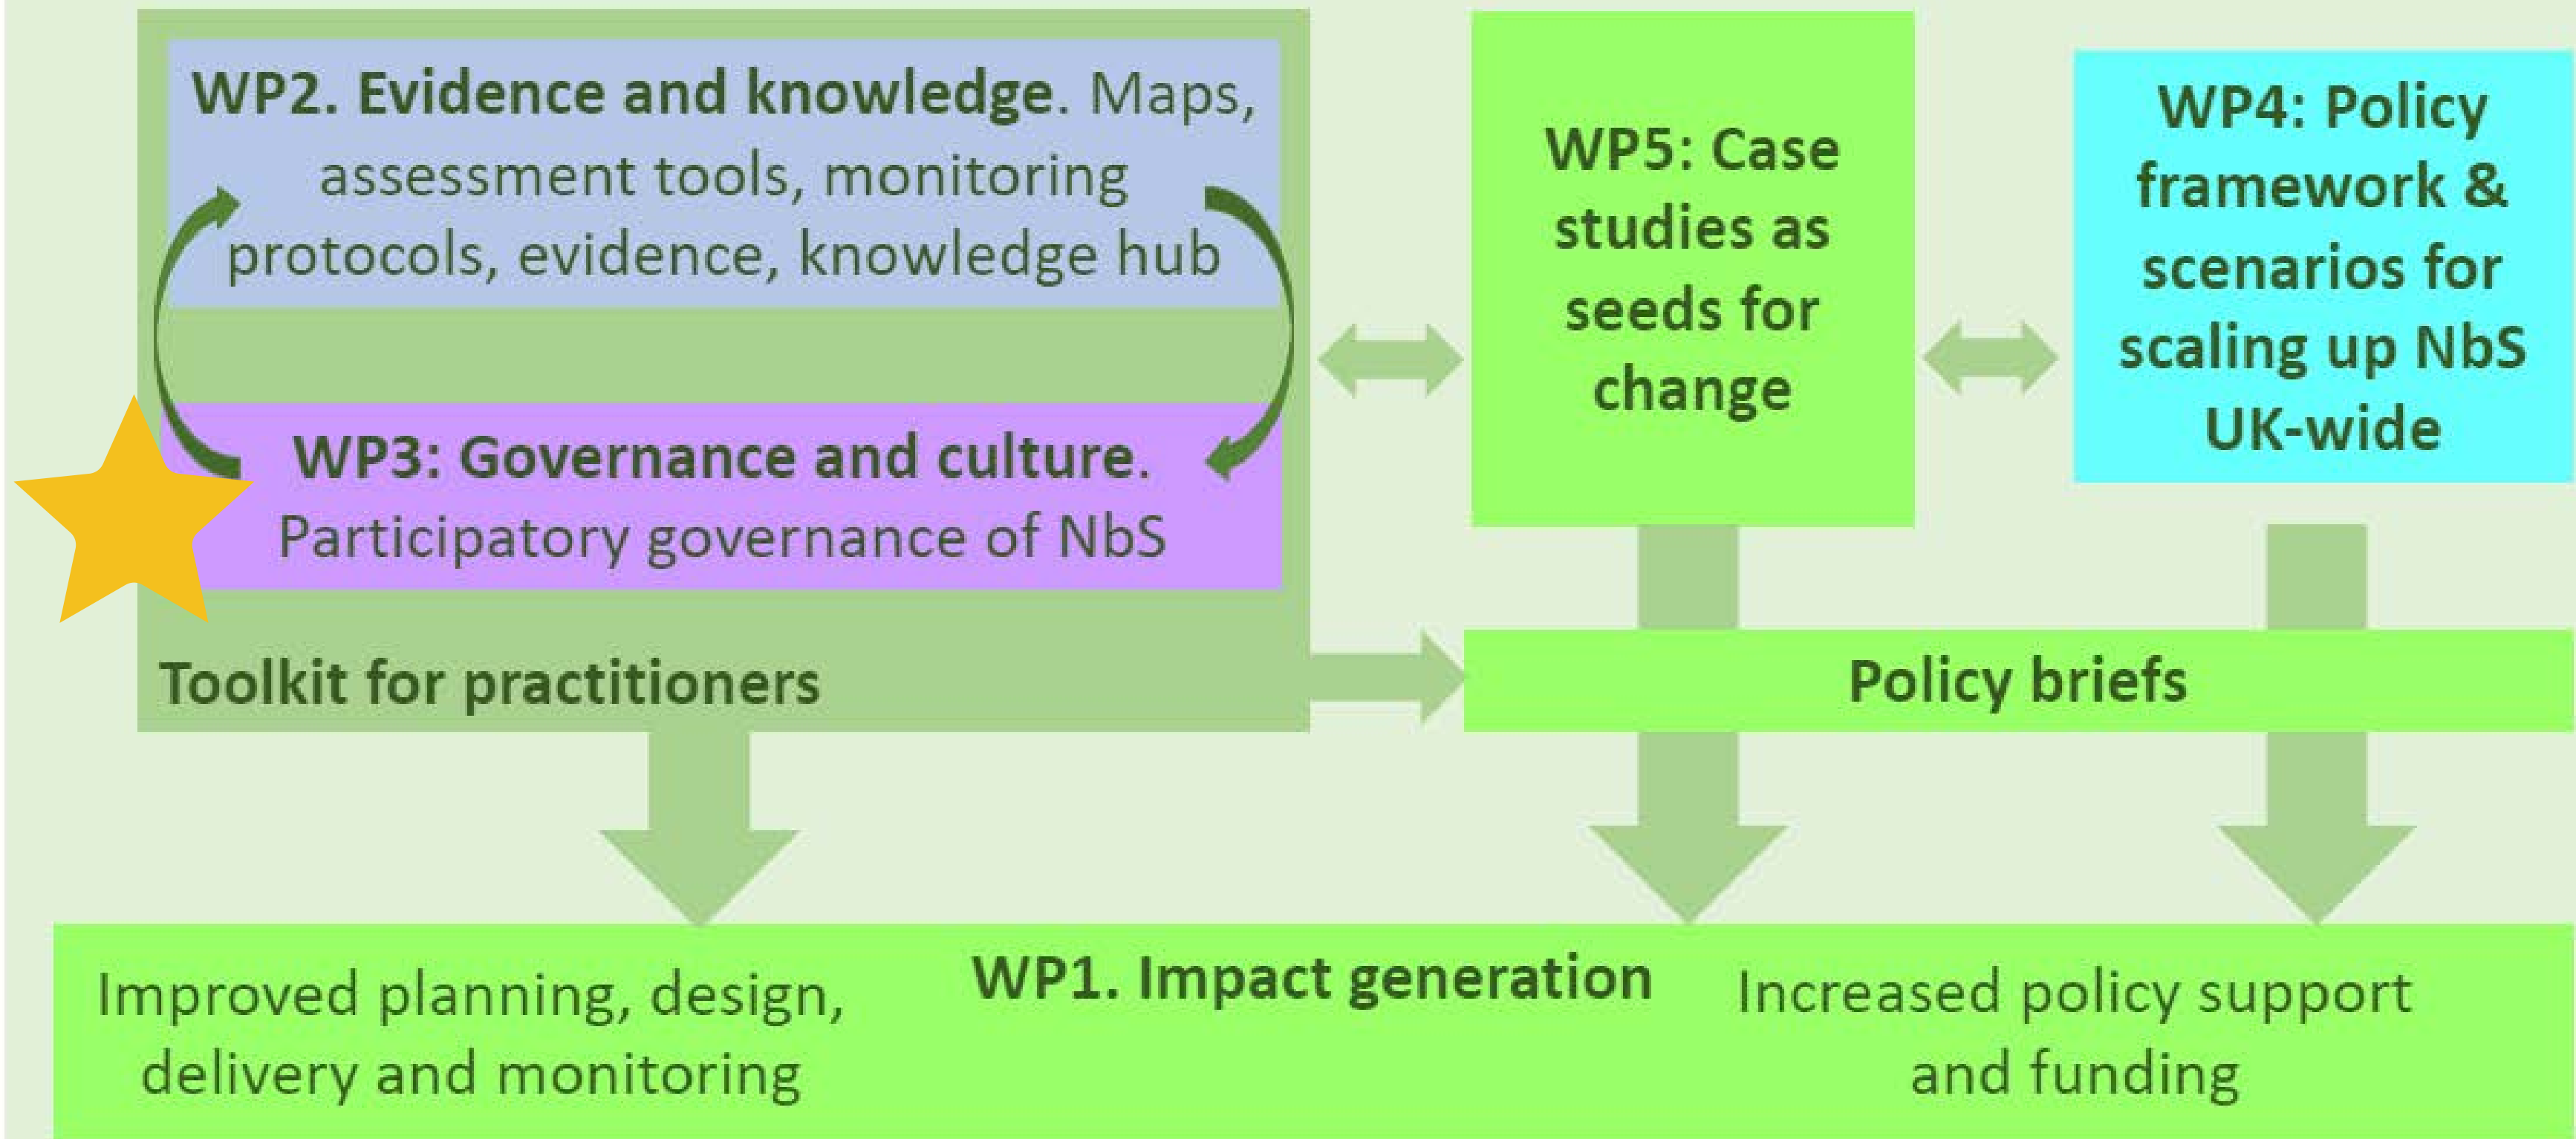 WP2. Evidence and knowledge. Maps,
assessment tools, monitoring
protocols, evidence, knowledge hub
WP3: Governance and culture.
Participatory governance of NbS
Toolkit for practitioners
WP5: Case
studies as
seeds for
change
WP4: Policy
framework &
scenarios for
scaling up NbS
UK-wide
Policy briefs
WP1. Impact generation
Improved planning, design,
delivery and monitoring
Increased policy support
and funding